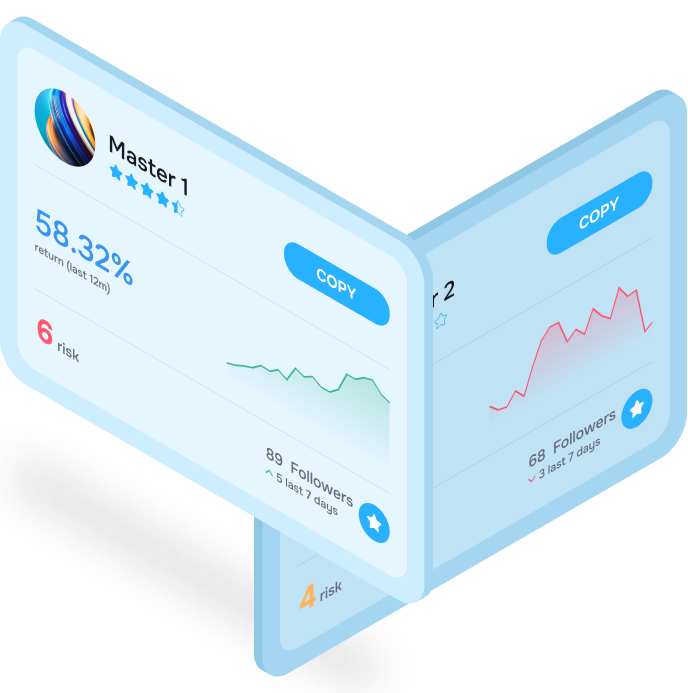 Master 1
58.32%
return (last 12m)
COPY
6 risk
89 Followers
5 last 7 days
r 2
COPY
68 Followers
3 last 7 days
4 risk